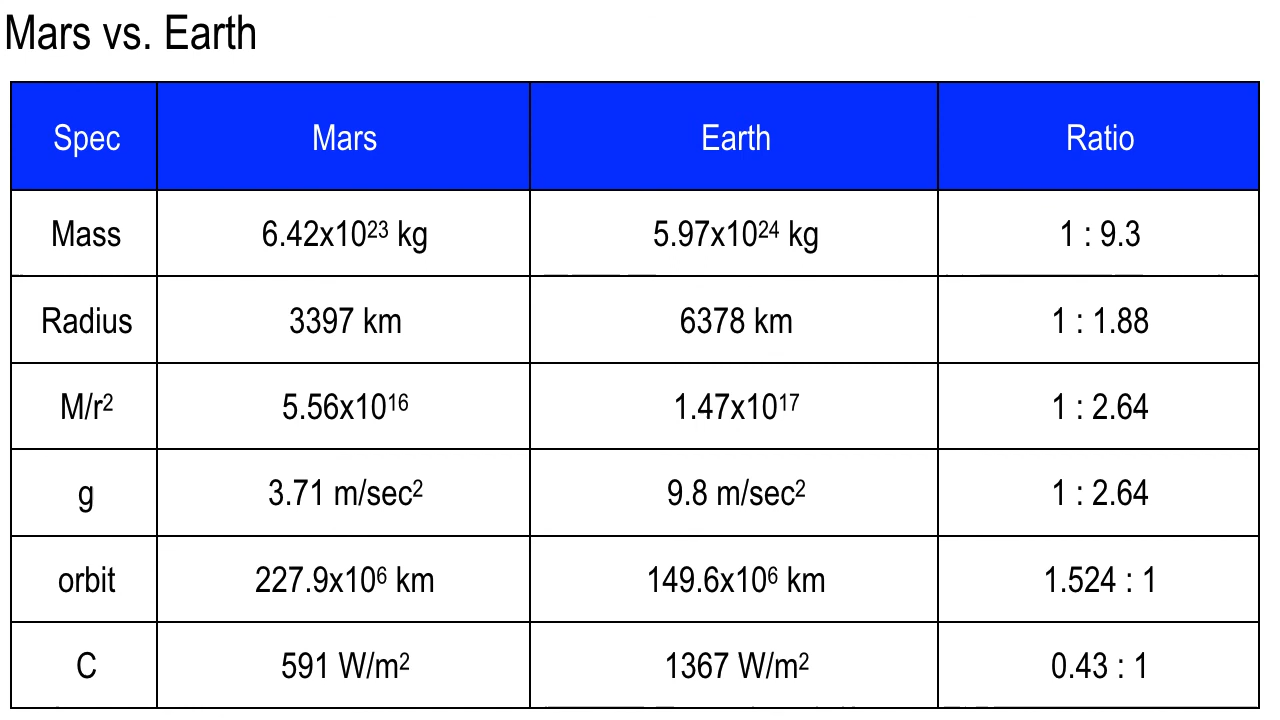 Mars vs. Earth
Spec Mars Earth Ratio
Mass 6.42x10²³ kg 5.97x10²⁴ kg 1 : 9.3
Radius 3397 km 6378 km 1 : 1.88
M/r² 5.56x10¹⁶ 1.47x10¹⁷ 1 : 2.64
g 3.71 m/sec² 9.8 m/sec² 1 : 2.64
orbit 227.9x10⁶ km 149.6x10⁶ km 1.524 : 1
C 591 W/m² 1367 W/m² 0.43 : 1